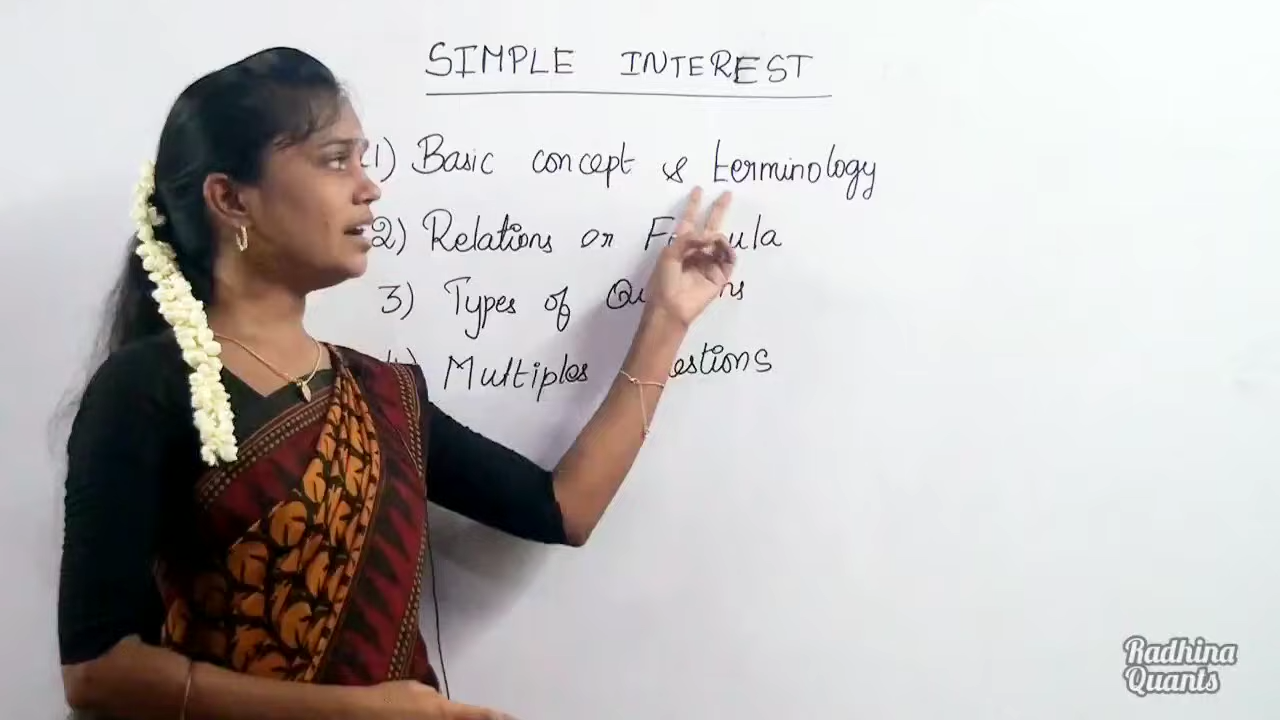 SIMPLE INTEREST
1) Basic concept & terminology
2) Relations or
3) Types of
Multiples
Radhina
Quants